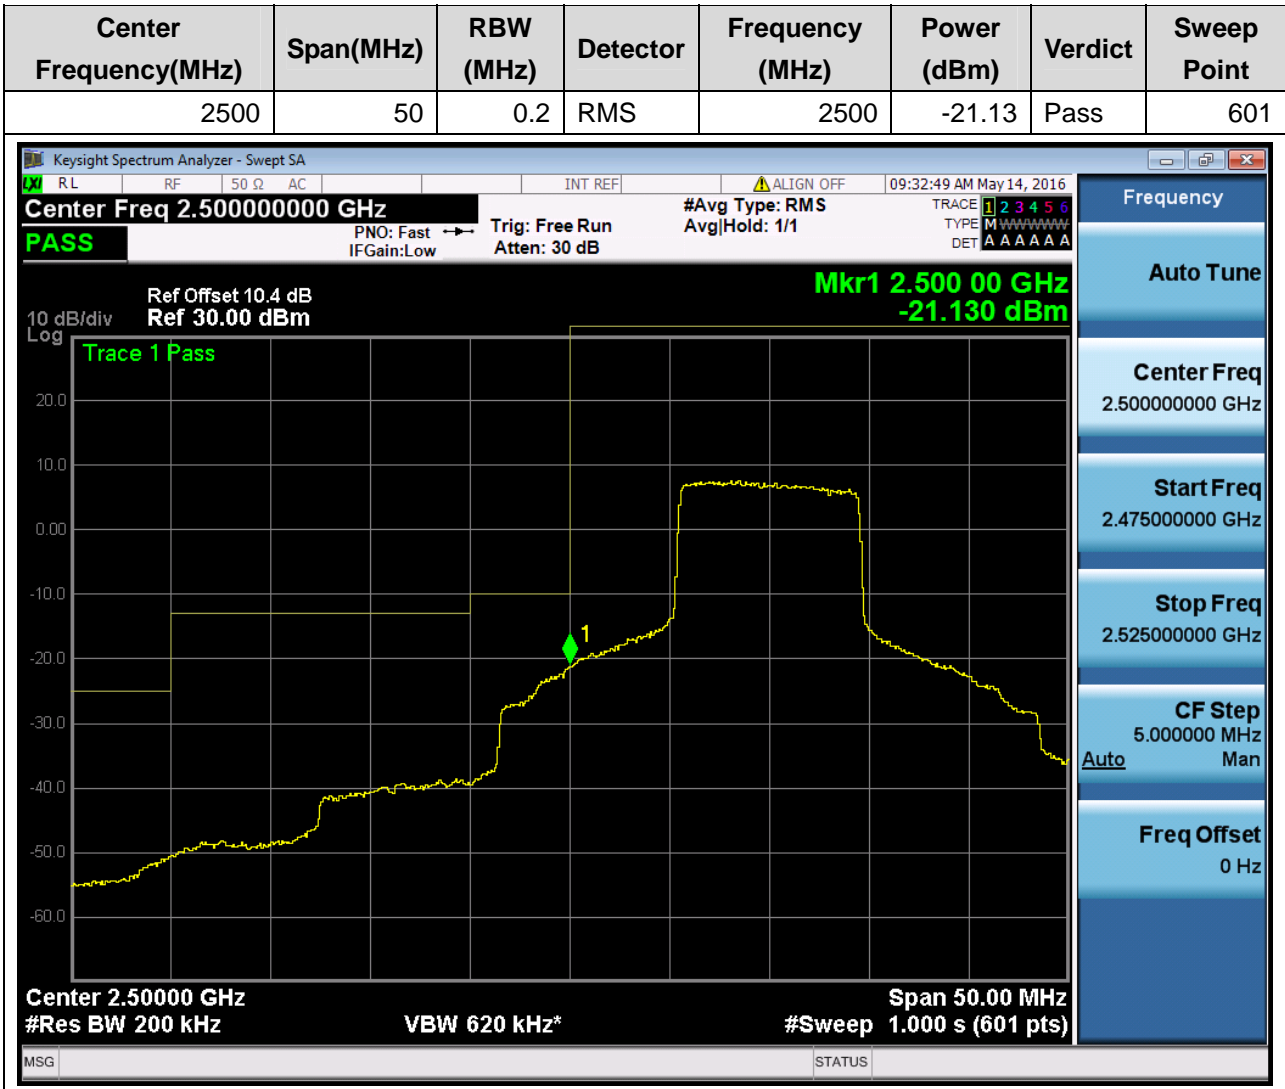 Center Frequency(MHz) Span(MHz) RBW (MHz) Detector Frequency (MHz) Power (dBm) Verdict Sweep Point
2500 50 0.2 RMS 2500 -21.13 Pass 601
Keysight Spectrum Analyzer - Swept SA
LXI RL RF 50 Ω AC INT REF ALIGN OFF 09:32:49 AM May 14, 2016
Center Freq 2.500000000 GHz
PASS
PNO: Fast
IFGain:Low
Trig: Free Run
Atten: 30 dB
#Avg Type: RMS
Avg|Hold: 1/1
TRACE 1 2 3 4 5 6
TYPE M WWWWW
DET A A A A A A
Mkr1 2.500 00 GHz
-21.130 dBm
Ref Offset 10.4 dB
10 dB/div Ref 30.00 dBm
Log
Trace 1 Pass
20.0
10.0
0.00
-10.0
1
-20.0
-30.0
-40.0
-50.0
-60.0
Center 2.50000 GHz Span 50.00 MHz
#Res BW 200 kHz VBW 620 kHz* #Sweep 1.000 s (601 pts)
MSG STATUS
Frequency
Auto Tune
Center Freq
2.500000000 GHz
Start Freq
2.475000000 GHz
Stop Freq
2.525000000 GHz
CF Step
5.000000 MHz
Auto Man
Freq Offset
0 Hz